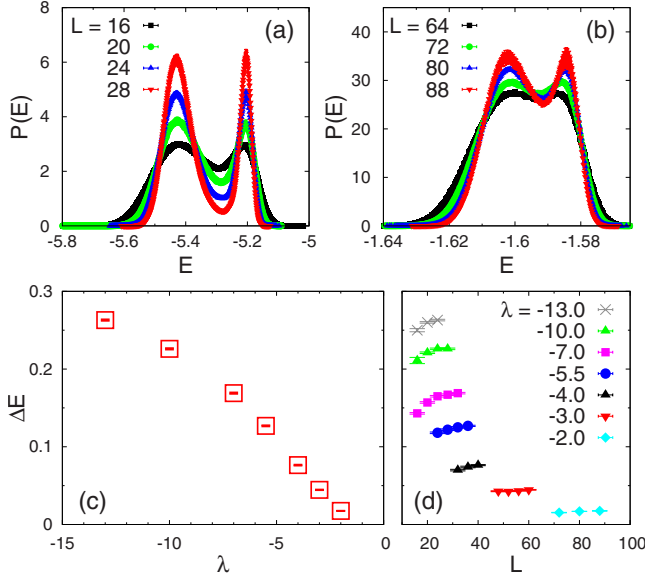 L = 16
20
24
28
(a)
P(E)
8
6
4
2
0
-5.8 -5.6 -5.4 -5.2 -5
E
L = 64
72
80
88
(b)
P(E)
40
30
20
10
0
-1.64 -1.62 -1.6 -1.58
E
ΔE
0.3
0.2
0.1
0
(c)
-15 -10 -5 0
λ
λ = -13.0
-10.0
-7.0
-5.5
-4.0
-3.0
-2.0
(d)
20 40 60 80 100
L